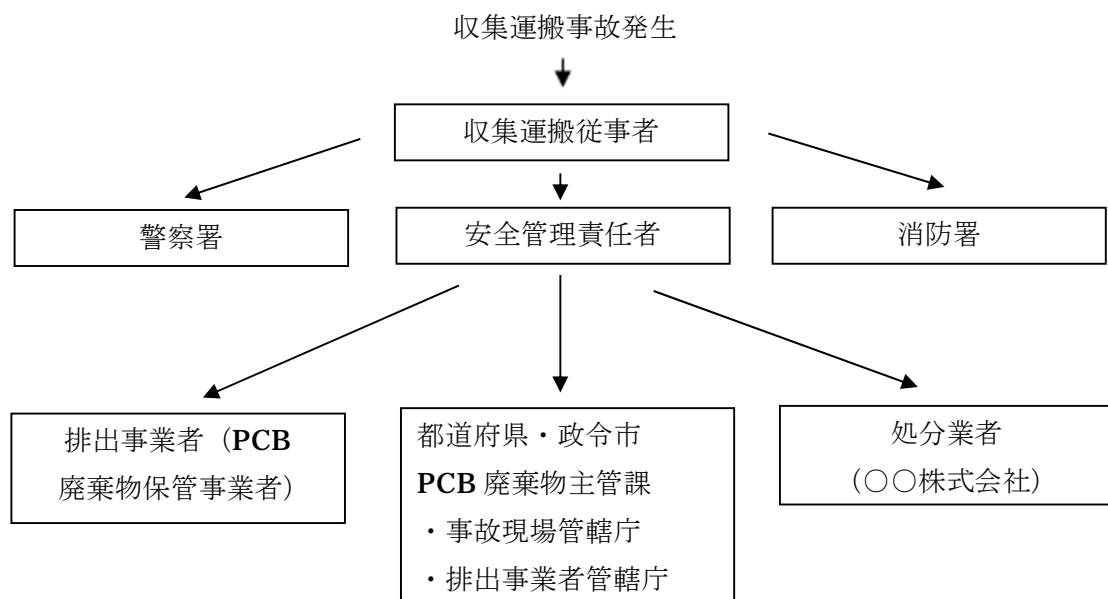 収集運搬事故発生
収集運搬従事者
警察署
安全管理責任者
消防署
排出事業者（PCB
廃棄物保管事業者）
都道府県・政令市
PCB 廃棄物主管課
・事故現場管轄庁
・排出事業者管轄庁
処分業者
（○○株式会社）